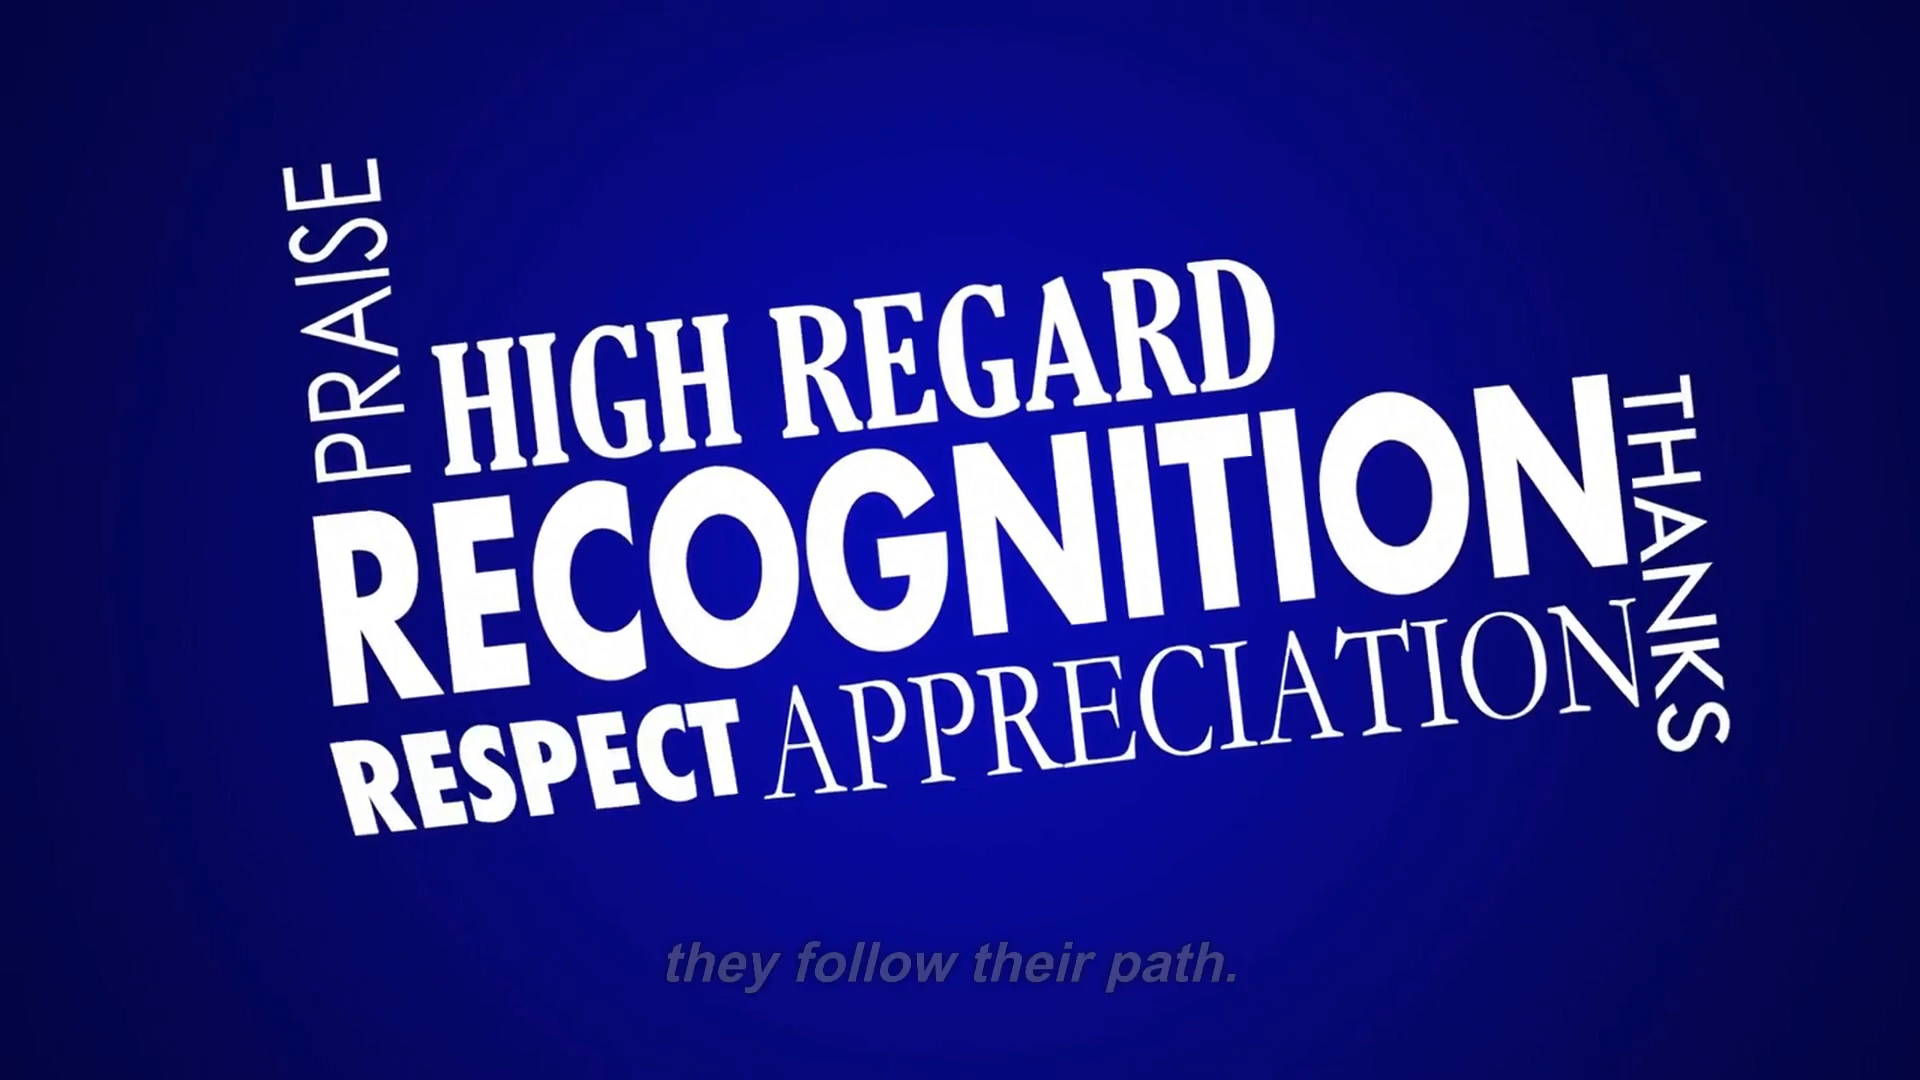 PRAISE
HIGH REGARD
RECOGNITION
THANKS
RESPECT APPRECIATION
they follow their path.